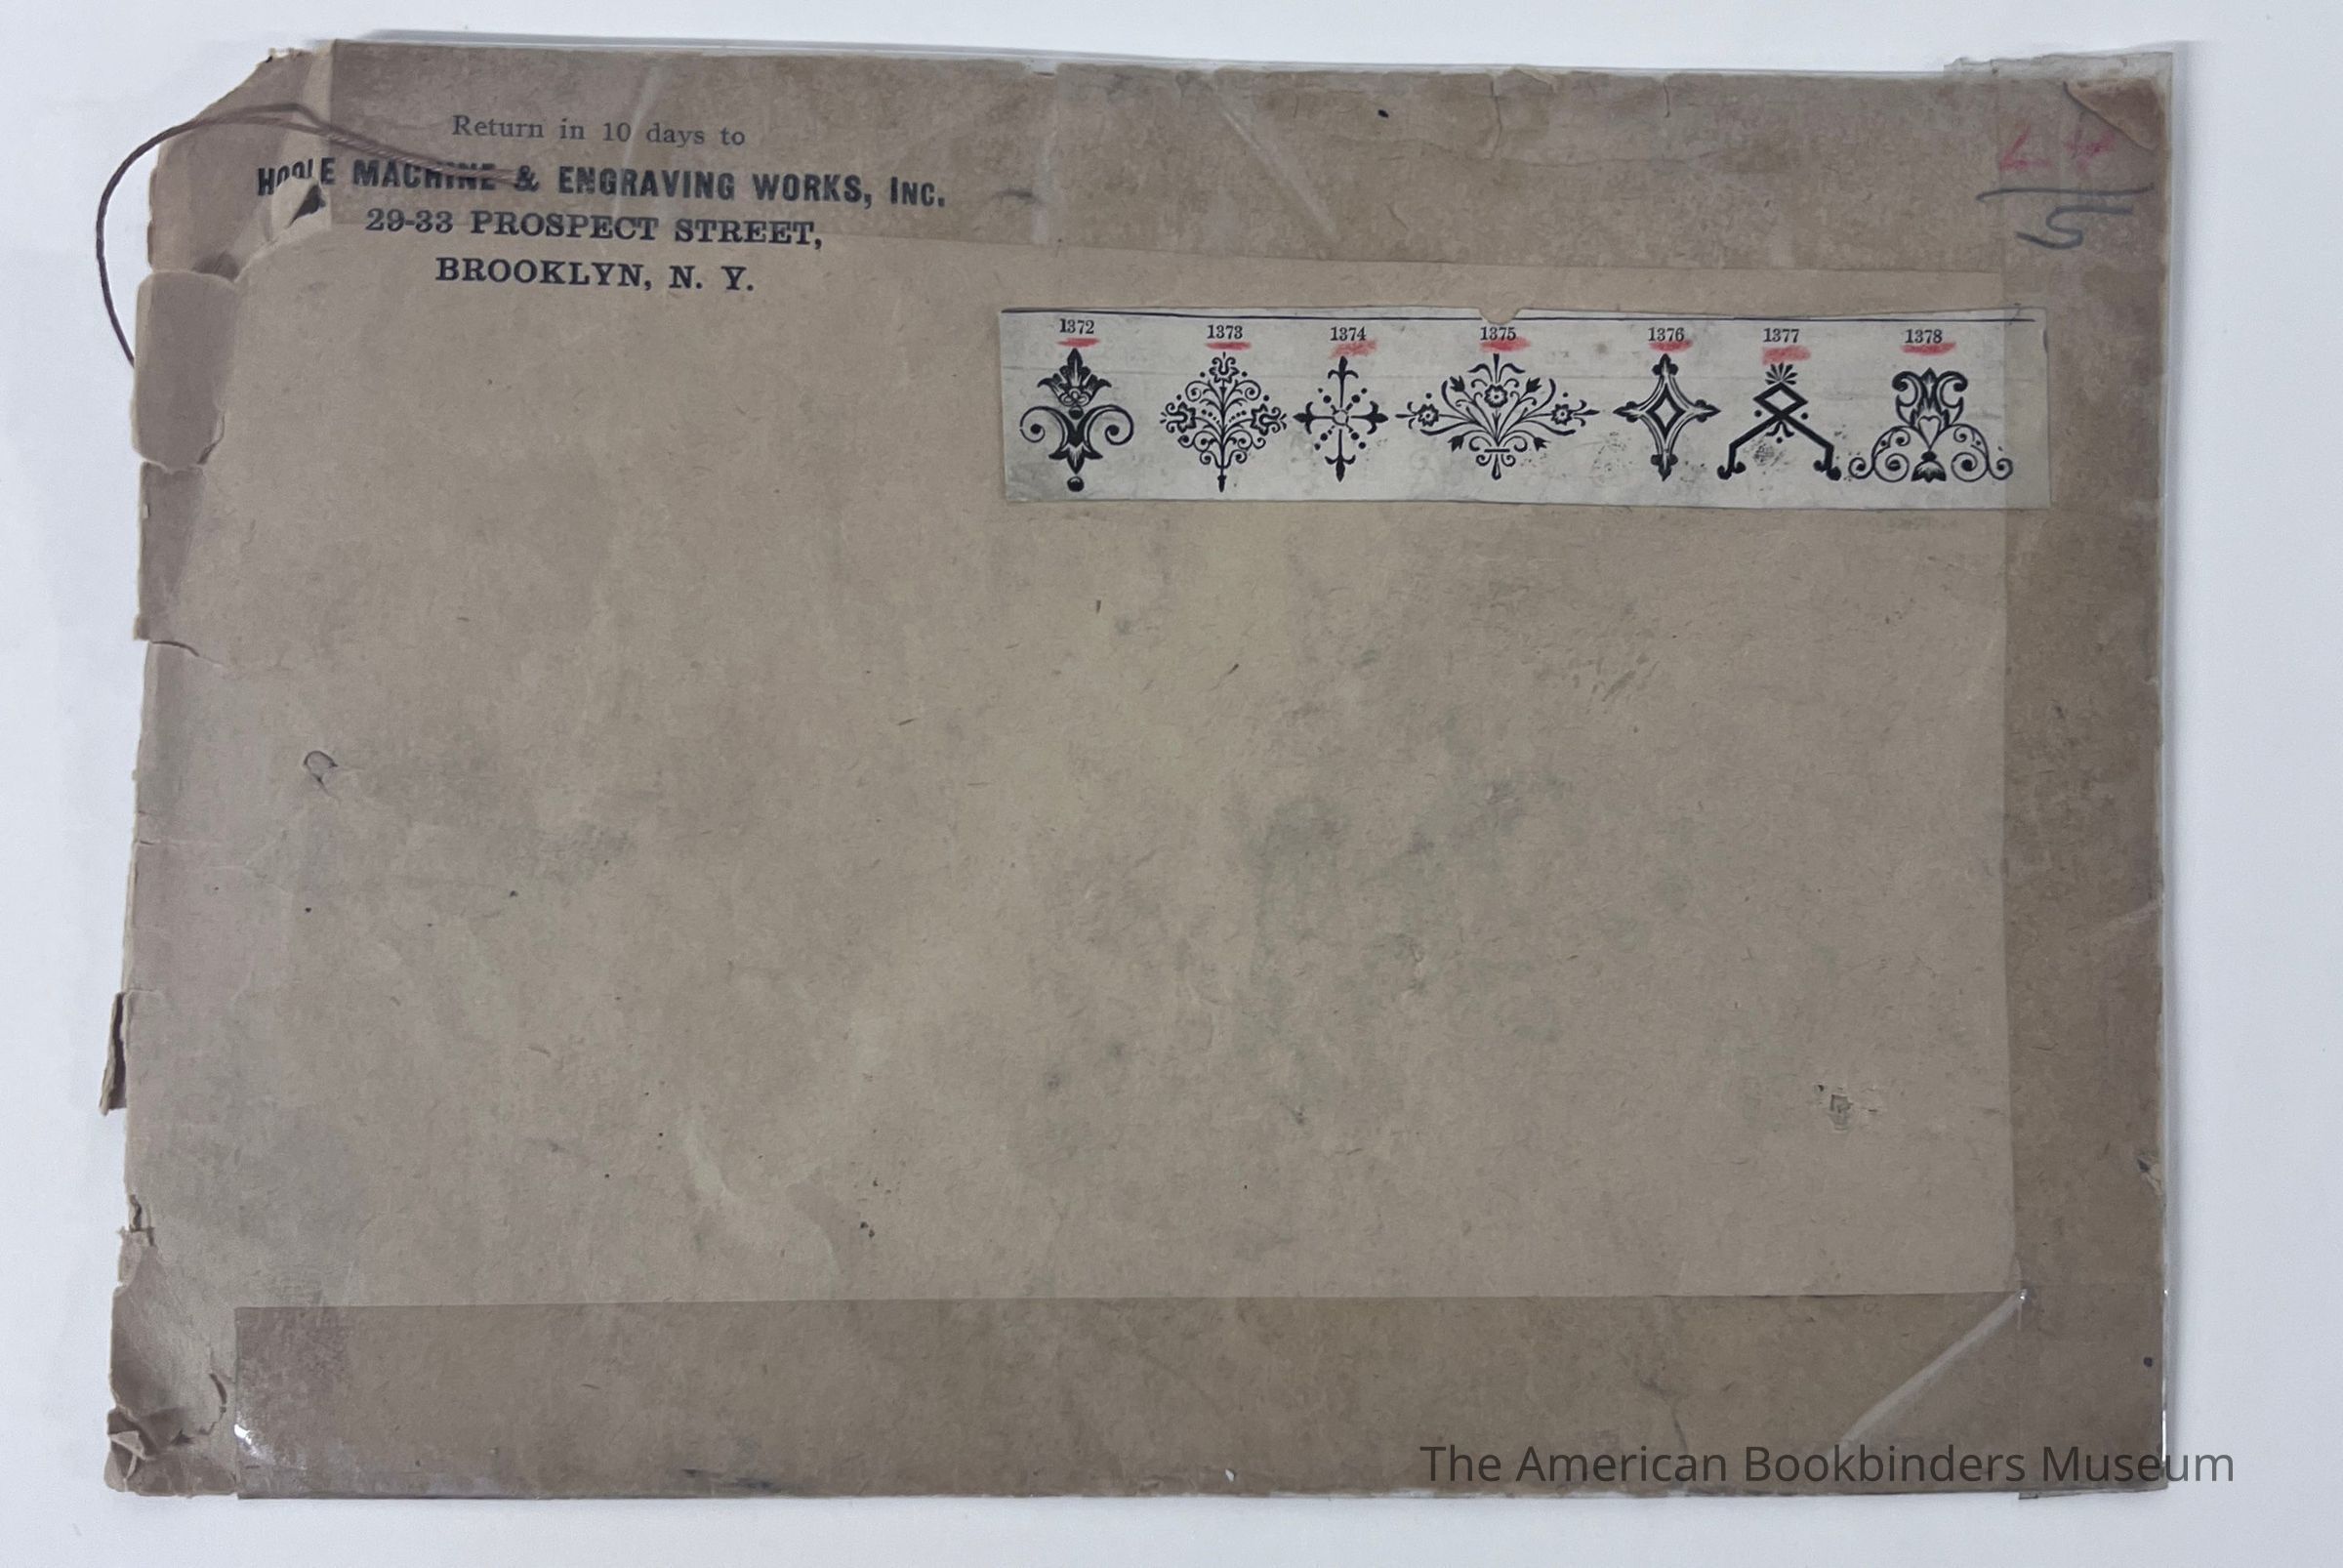 Return in 10 days to
HOOLE MACHINE & ENGRAVING WORKS, INC.
29-33 PROSPECT STREET,
BROOKLYN, N. Y.
1372 1373 1374 1375 1376 1377 1378
5
The American Bookbinders Museum